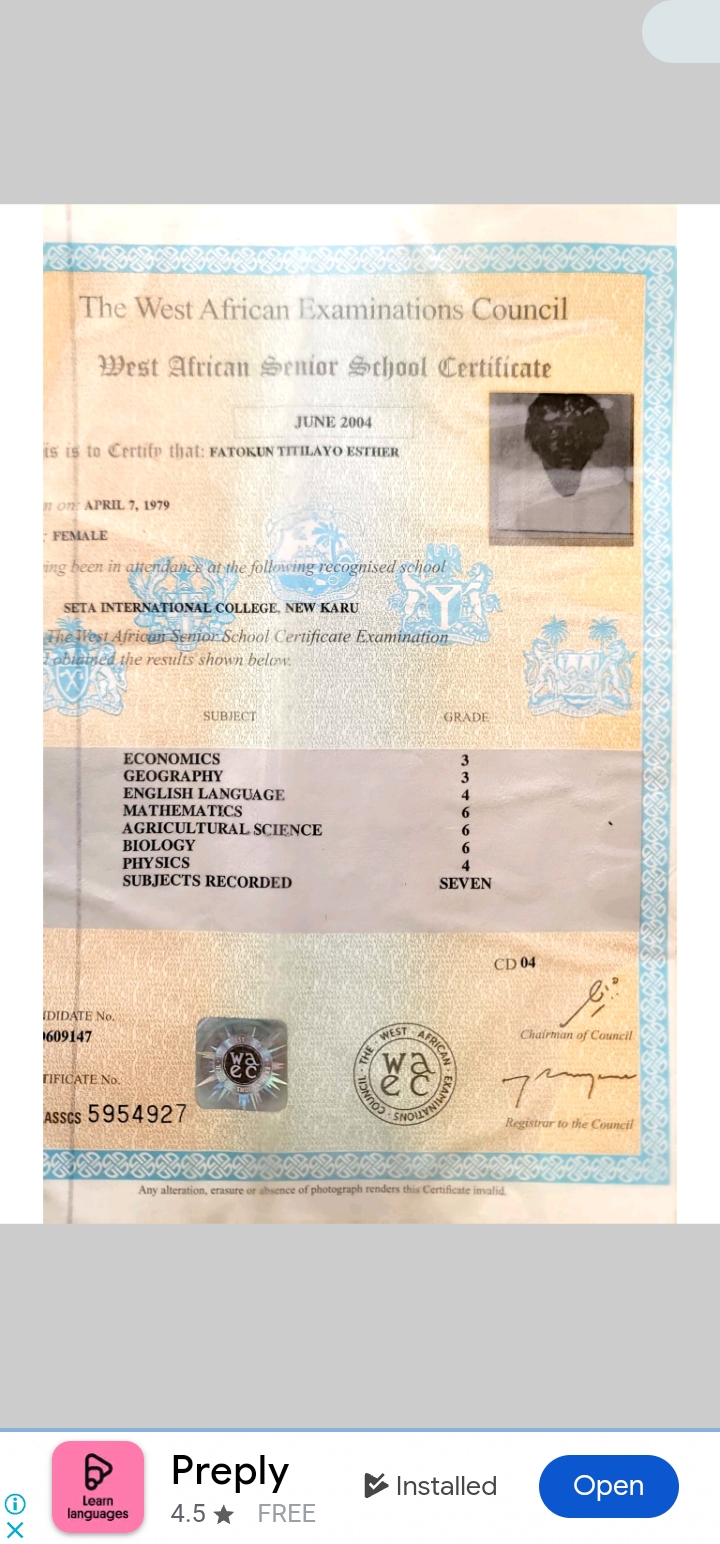 The West African Examinations Council
West African Senior School Certificate
JUNE 2004
is is to Certify that: FATOKUN TITILAYO ESTHER
n on: APRIL 7, 1979
: FEMALE
ing been in attendance at the following recognised school
SETA INTERNATIONAL COLLEGE, NEW KARU
The West African Senior School Certificate Examination
obtained the results shown below.
SUBJECT GRADE
ECONOMICS 3
GEOGRAPHY 3
ENGLISH LANGUAGE 4
MATHEMATICS 6
AGRICULTURAL SCIENCE 6
BIOLOGY 6
PHYSICS 4
SUBJECTS RECORDED SEVEN
CD 04
Chairman of Council
DIDATE No.
609147
THE · WEST · AFRICAN · EXAMINATIONS · COUNCIL
waec
waec
TIFICATE No.
ASSCS 5954927
Registrar to the Council
Any alteration, erasure or absence of photograph renders this Certificate invalid.
Learn
languages
Preply
4.5 ★ FREE
Installed
Open